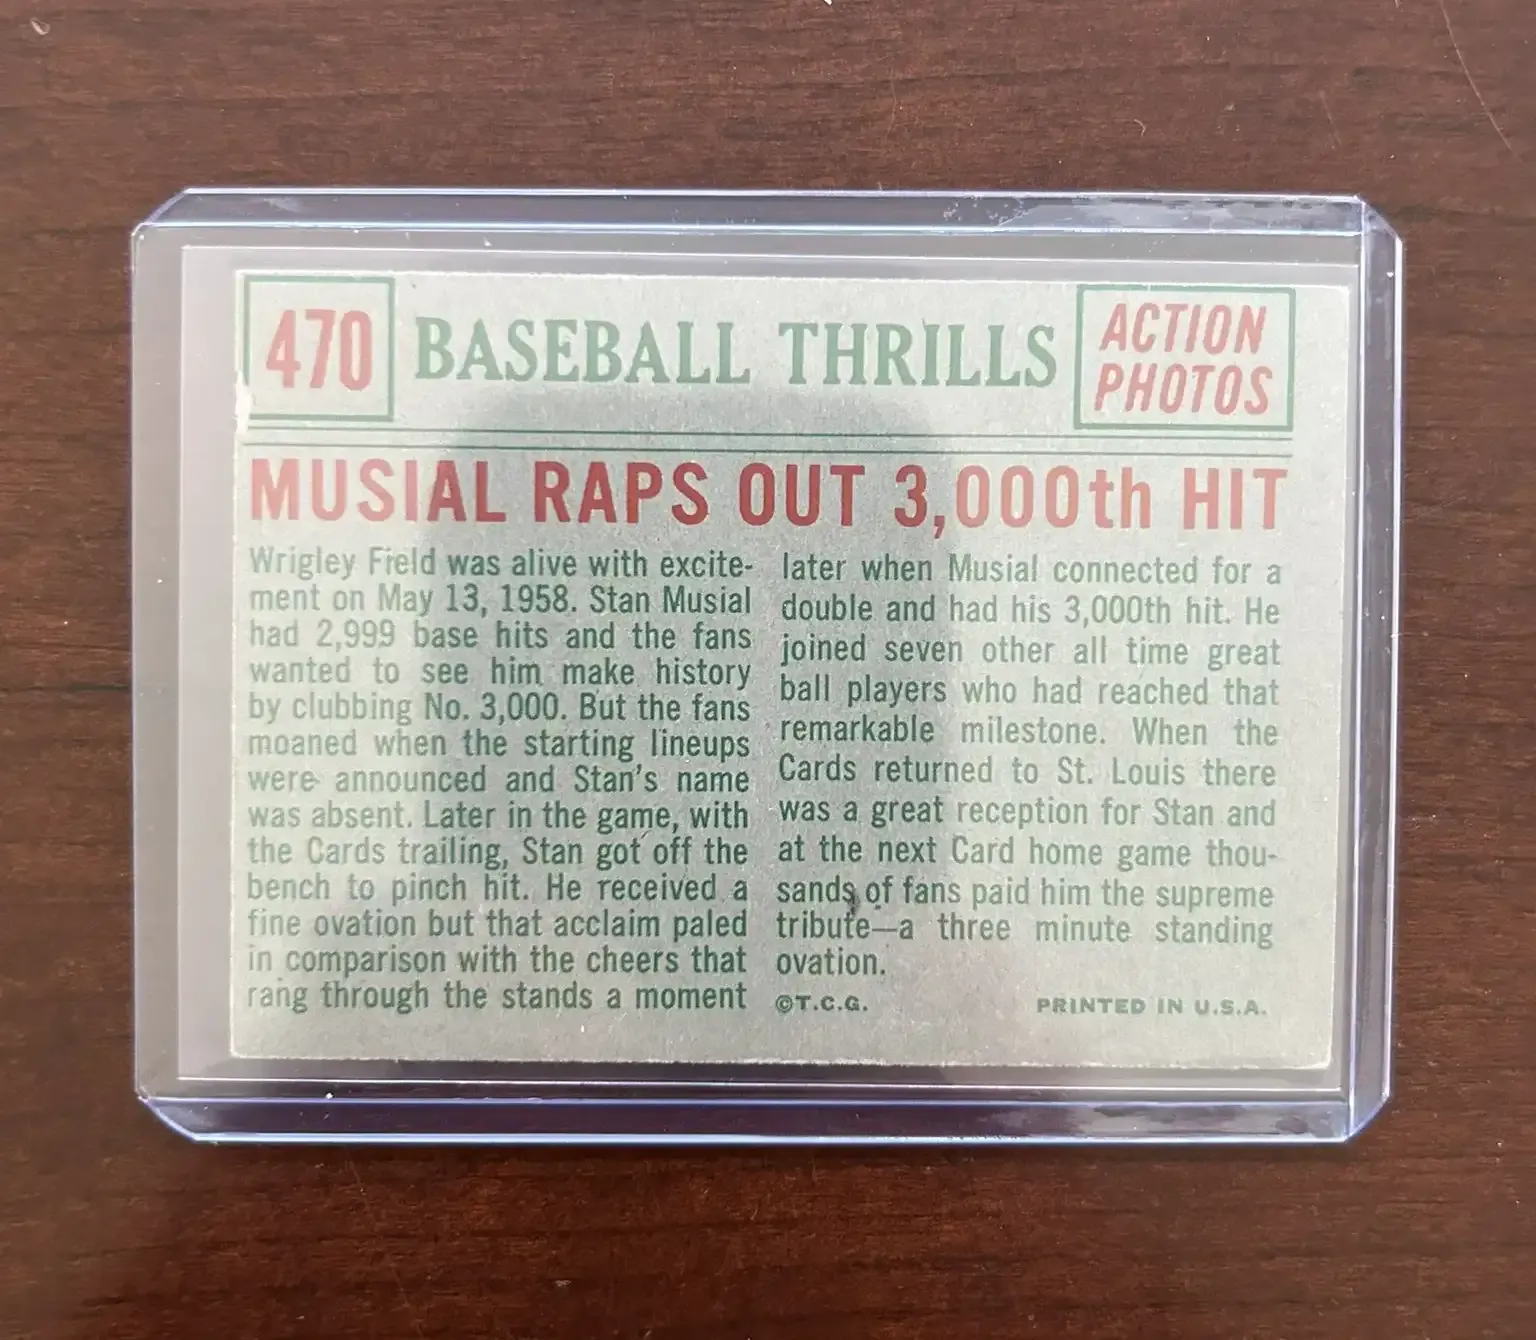 470
BASEBALL THRILLS
ACTION
PHOTOS
MUSIAL RAPS OUT 3,000th HIT
Wrigley Field was alive with excite-
ment on May 13, 1958. Stan Musial
had 2,999 base hits and the fans
wanted to see him make history
by clubbing No. 3,000. But the fans
moaned when the starting lineups
were announced and Stan's name
was absent. Later in the game, with
the Cards trailing, Stan got off the
bench to pinch hit. He received a
fine ovation but that acclaim paled
in comparison with the cheers that
rang through the stands a moment
later when Musial connected for a
double and had his 3,000th hit. He
joined seven other all time great
ball players who had reached that
remarkable milestone. When the
Cards returned to St. Louis there
was a great reception for Stan and
at the next Card home game thou-
sands of fans paid him the supreme
tribute—a three minute standing
ovation.
©T.C.G.
PRINTED IN U.S.A.